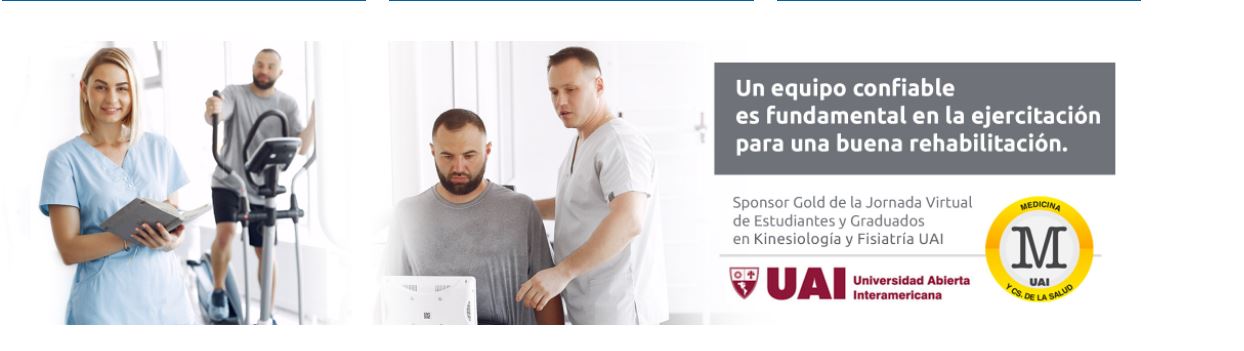 Un equipo confiable
es fundamental en la ejercitación
para una buena rehabilitación.
Sponsor Gold de la Jornada Virtual
de Estudiantes y Graduados
en Kinesiología y Fisiatría UAI
UAI
Universidad Abierta
Interamericana
MEDICINA
M
UAI
Y CS. DE LA SALUD